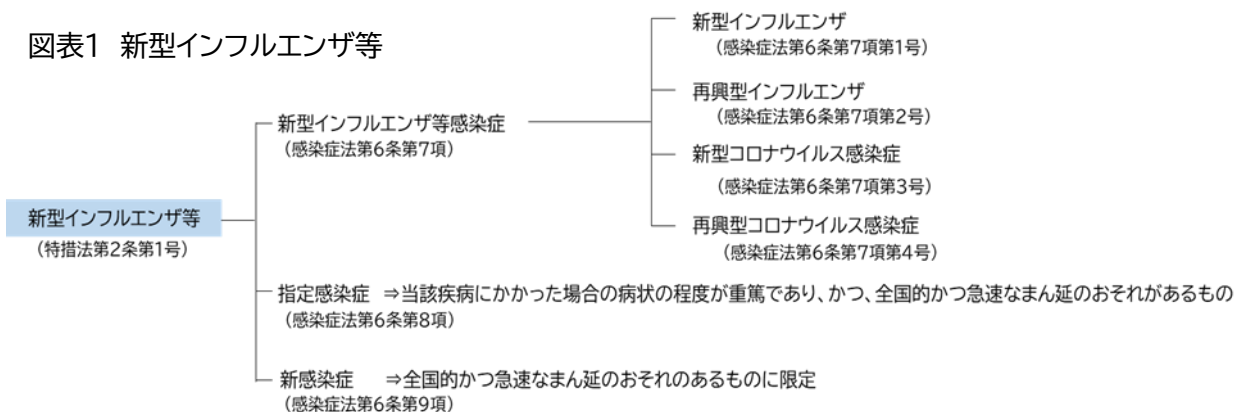 図表1 新型インフルエンザ等
新型インフルエンザ等
(特措法第2条第1号)
新型インフルエンザ等感染症
(感染症法第6条第7項)
新型インフルエンザ
(感染症法第6条第7項第1号)
再興型インフルエンザ
(感染症法第6条第7項第2号)
新型コロナウイルス感染症
(感染症法第6条第7項第3号)
再興型コロナウイルス感染症
(感染症法第6条第7項第4号)
指定感染症 ⇒当該疾病にかかった場合の病状の程度が重篤であり、かつ、全国的かつ急速なまん延のおそれがあるもの
(感染症法第6条第8項)
新感染症 ⇒全国的かつ急速なまん延のおそれのあるものに限定
(感染症法第6条第9項)